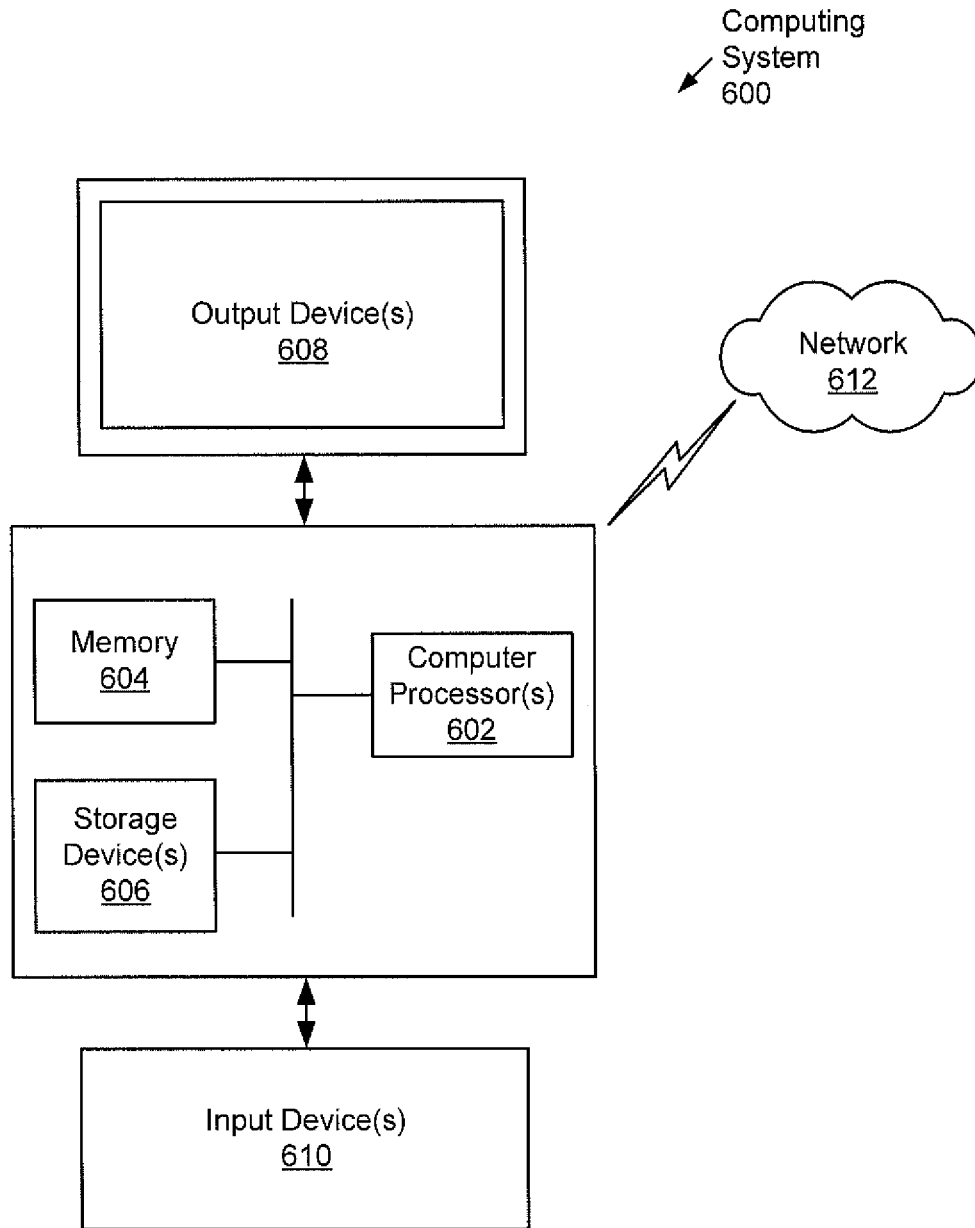 Computing
System
600
Output Device(s)
608
Network
612
Memory
604
Computer
Processor(s)
602
Storage
Device(s)
606
Input Device(s)
610